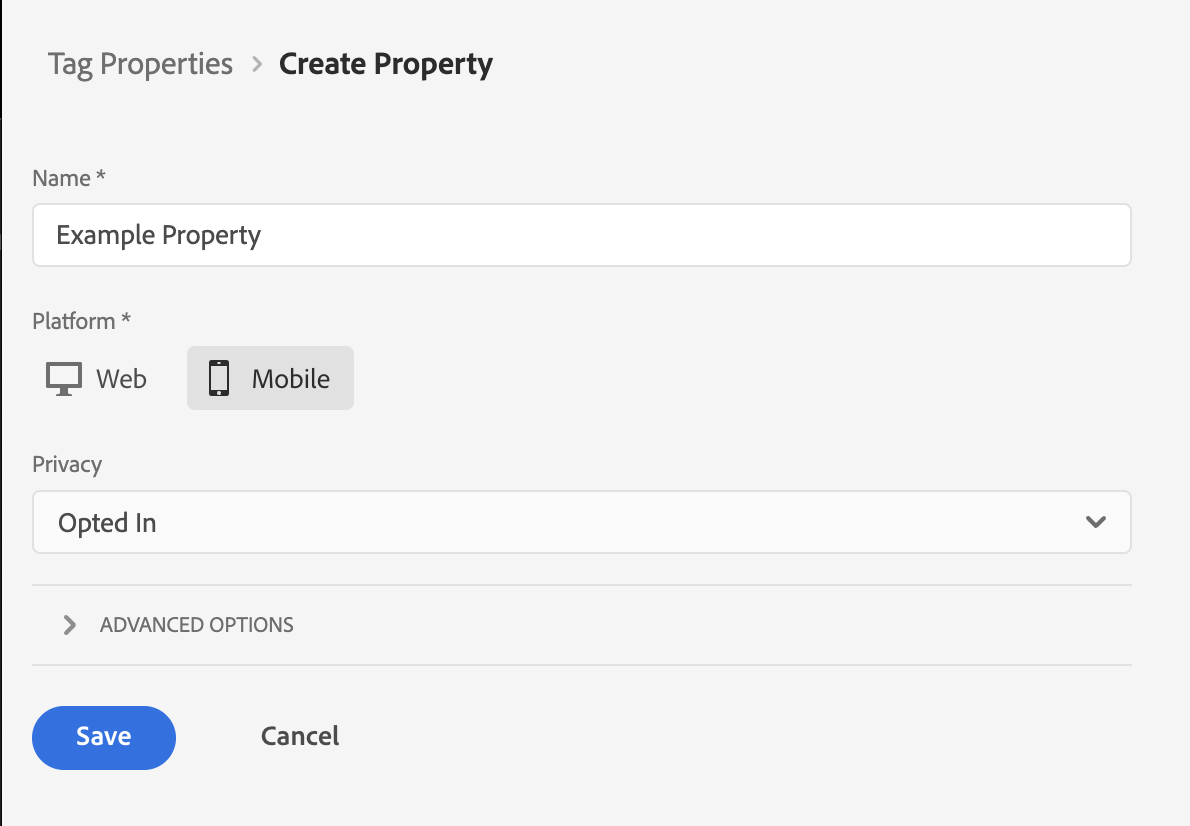 Tag Properties > Create Property
Name *
Example Property
Platform *
Web Mobile
Privacy
Opted In
ADVANCED OPTIONS
Save Cancel